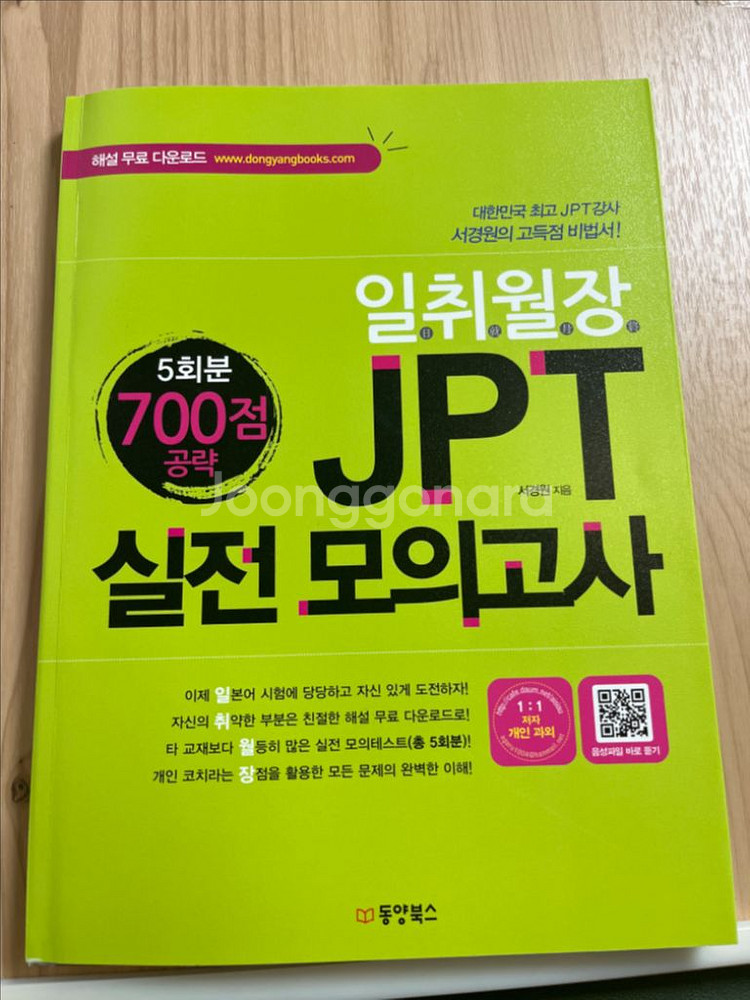 해설 무료 다운로드 www.dongyangbooks.com
대한민국 최고 JPT강사
서경원의 고득점 비법서!
일취월장
日 就 月 將
5회분
700점
공략
JPT
서경원 지음
Joonggonara
실전 모의고사
이제 일본어 시험에 당당하고 자신 있게 도전하자!
자신의 취약한 부분은 친절한 해설 무료 다운로드로!
타 교재보다 월등히 많은 실전 모의테스트(총 5회분)!
개인 코치라는 장점을 활용한 모든 문제의 완벽한 이해!
1:1
저자
개인 과외
음성파일 바로 듣기
동양북스